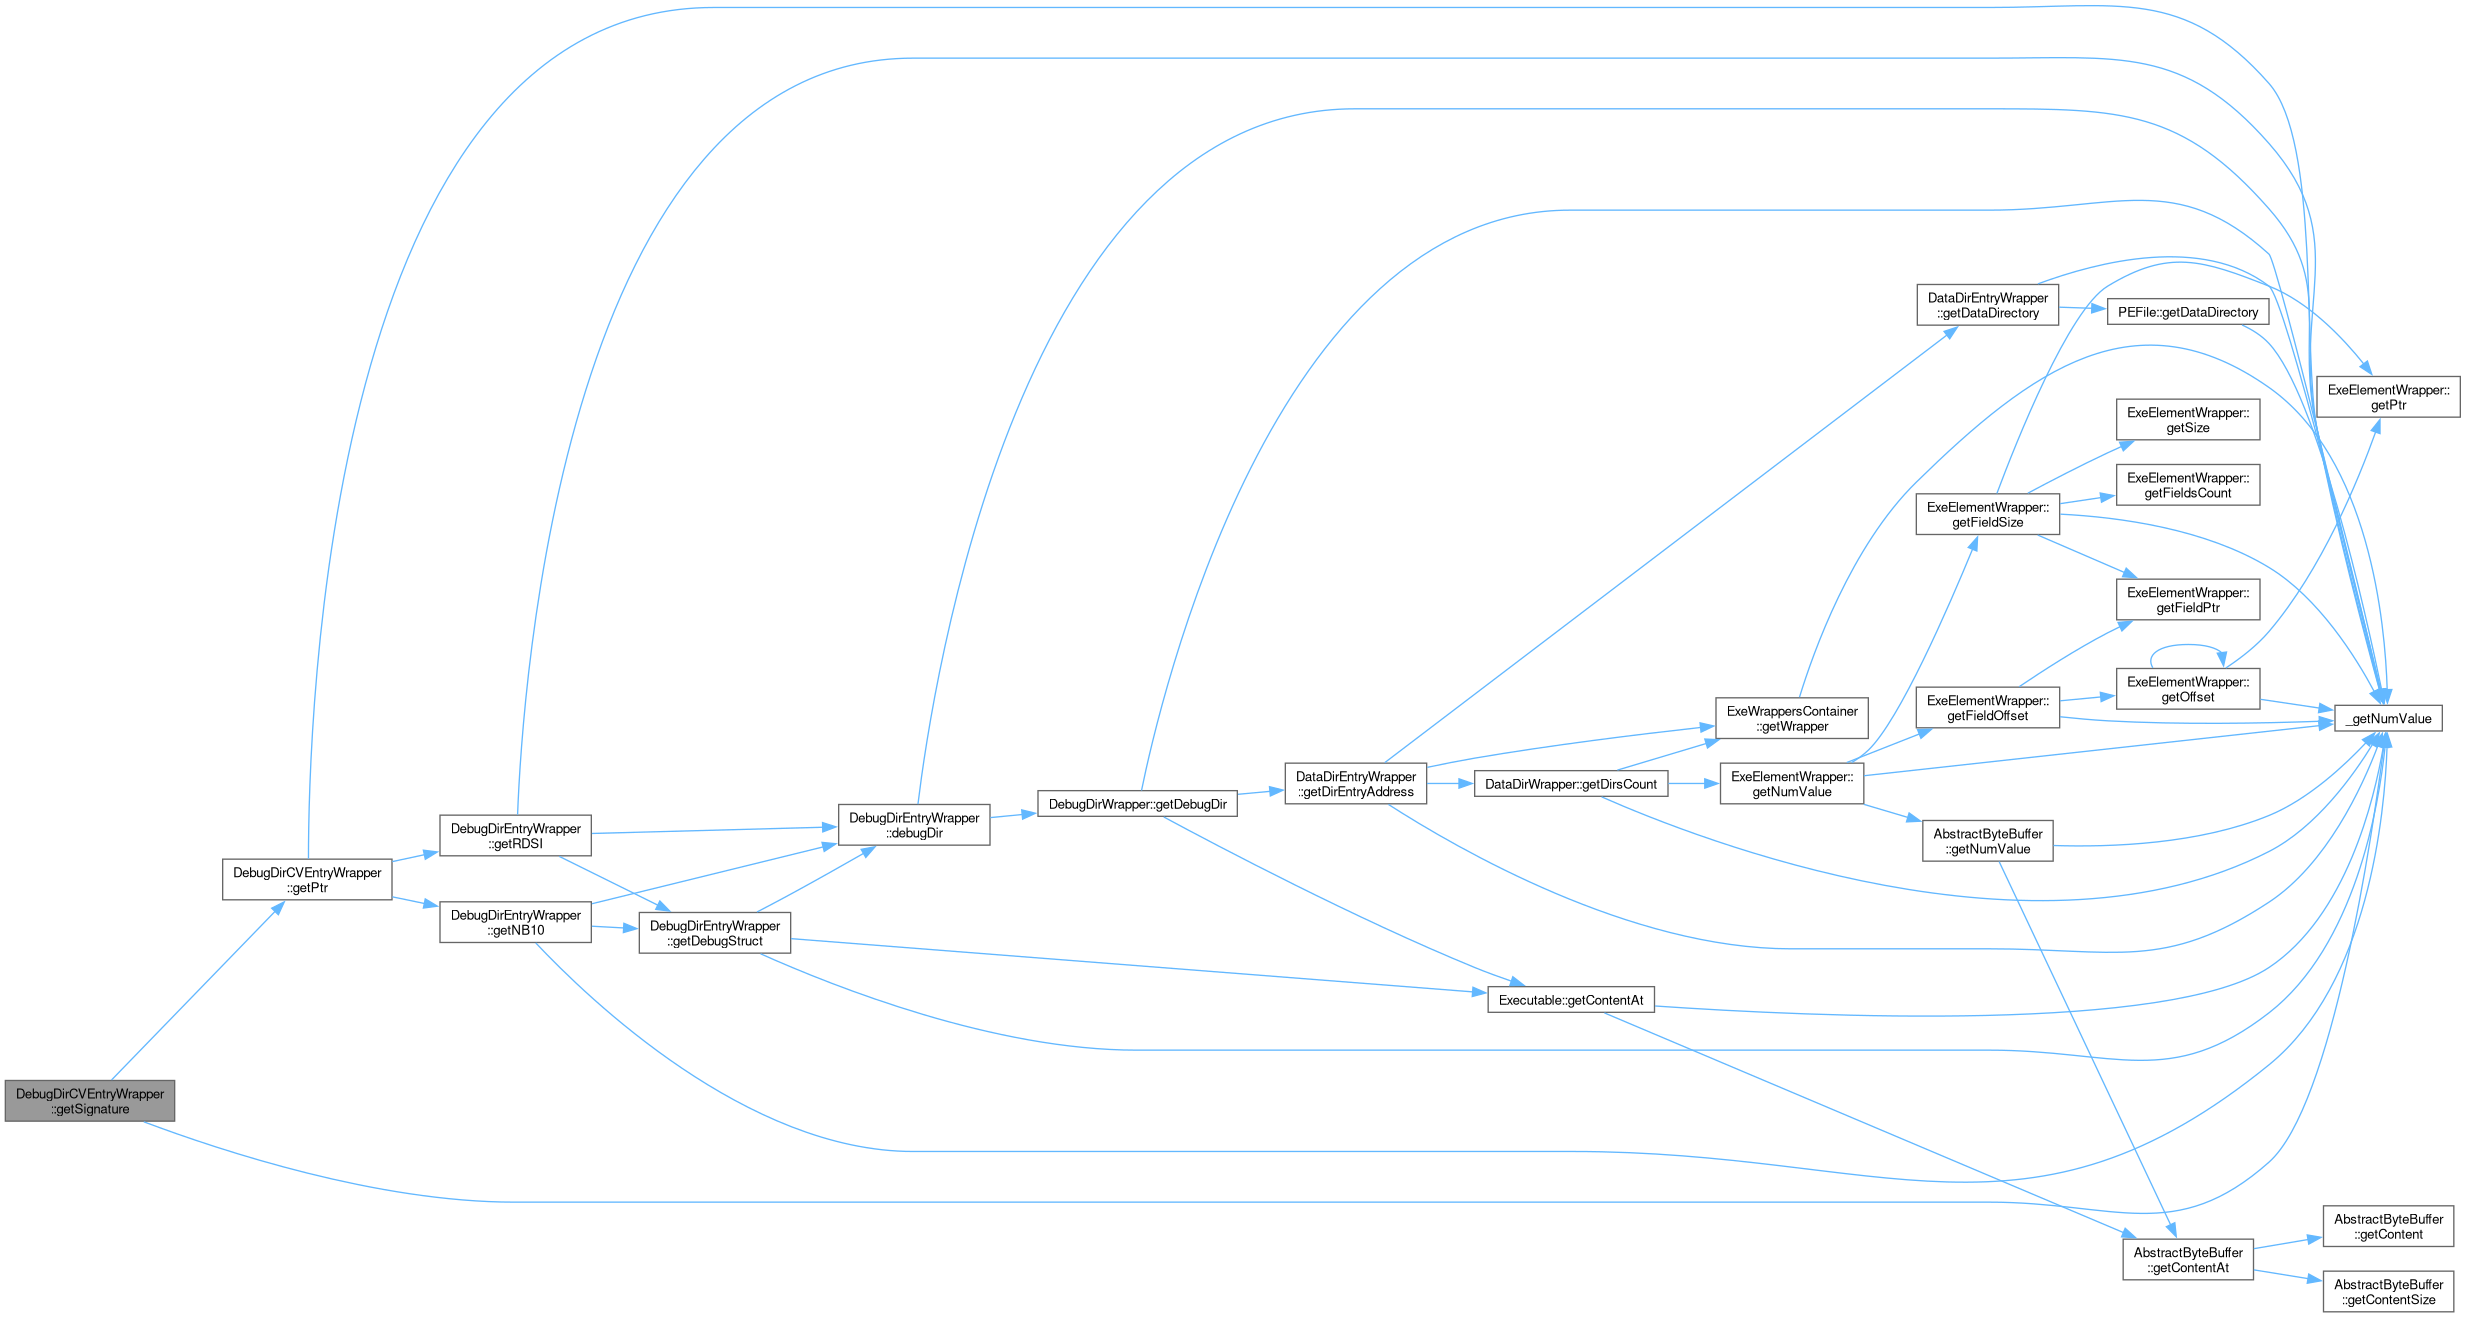 DebugDirCVEntryWrapper
::getSignature
DebugDirCVEntryWrapper
::getPtr
DebugDirEntryWrapper
::getRDSI
DebugDirEntryWrapper
::getNB10
DebugDirEntryWrapper
::getDebugStruct
DebugDirEntryWrapper
::debugDir
DebugDirWrapper::getDebugDir
DataDirEntryWrapper
::getDirEntryAddress
Executable::getContentAt
DataDirWrapper::getDirsCount
ExeWrappersContainer
::getWrapper
ExeElementWrapper::
getNumValue
DataDirEntryWrapper
::getDataDirectory
ExeElementWrapper::
getFieldSize
ExeElementWrapper::
getFieldOffset
AbstractByteBuffer
::getNumValue
PEFile::getDataDirectory
ExeElementWrapper::
getSize
ExeElementWrapper::
getFieldsCount
ExeElementWrapper::
getFieldPtr
ExeElementWrapper::
getOffset
AbstractByteBuffer
::getContentAt
ExeElementWrapper::
getPtr
_getNumValue
AbstractByteBuffer
::getContent
AbstractByteBuffer
::getContentSize